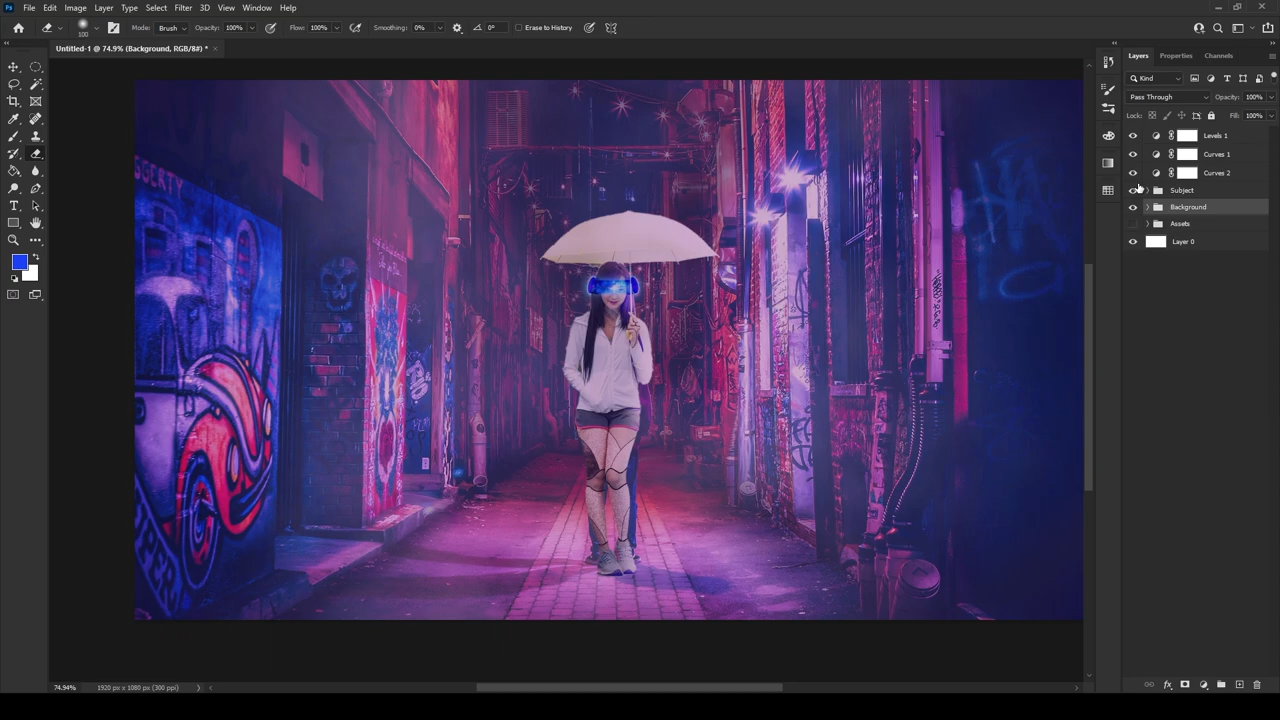 Ps File Edit Image Layer Type Select Filter 3D View Window Help
100 Mode: Brush Opacity: 100% Flow: 100% Smoothing: 0% 0° Erase to History
Untitled-1 @ 74.9% (Background, RGB/8#) *
Layers Properties Channels
Kind
Pass Through Opacity: 100%
Lock: Fill: 100%
Levels 1
Curves 1
Curves 2
Subject
Background
Assets
Layer 0
74.94% 1920 px x 1080 px (300 ppi)